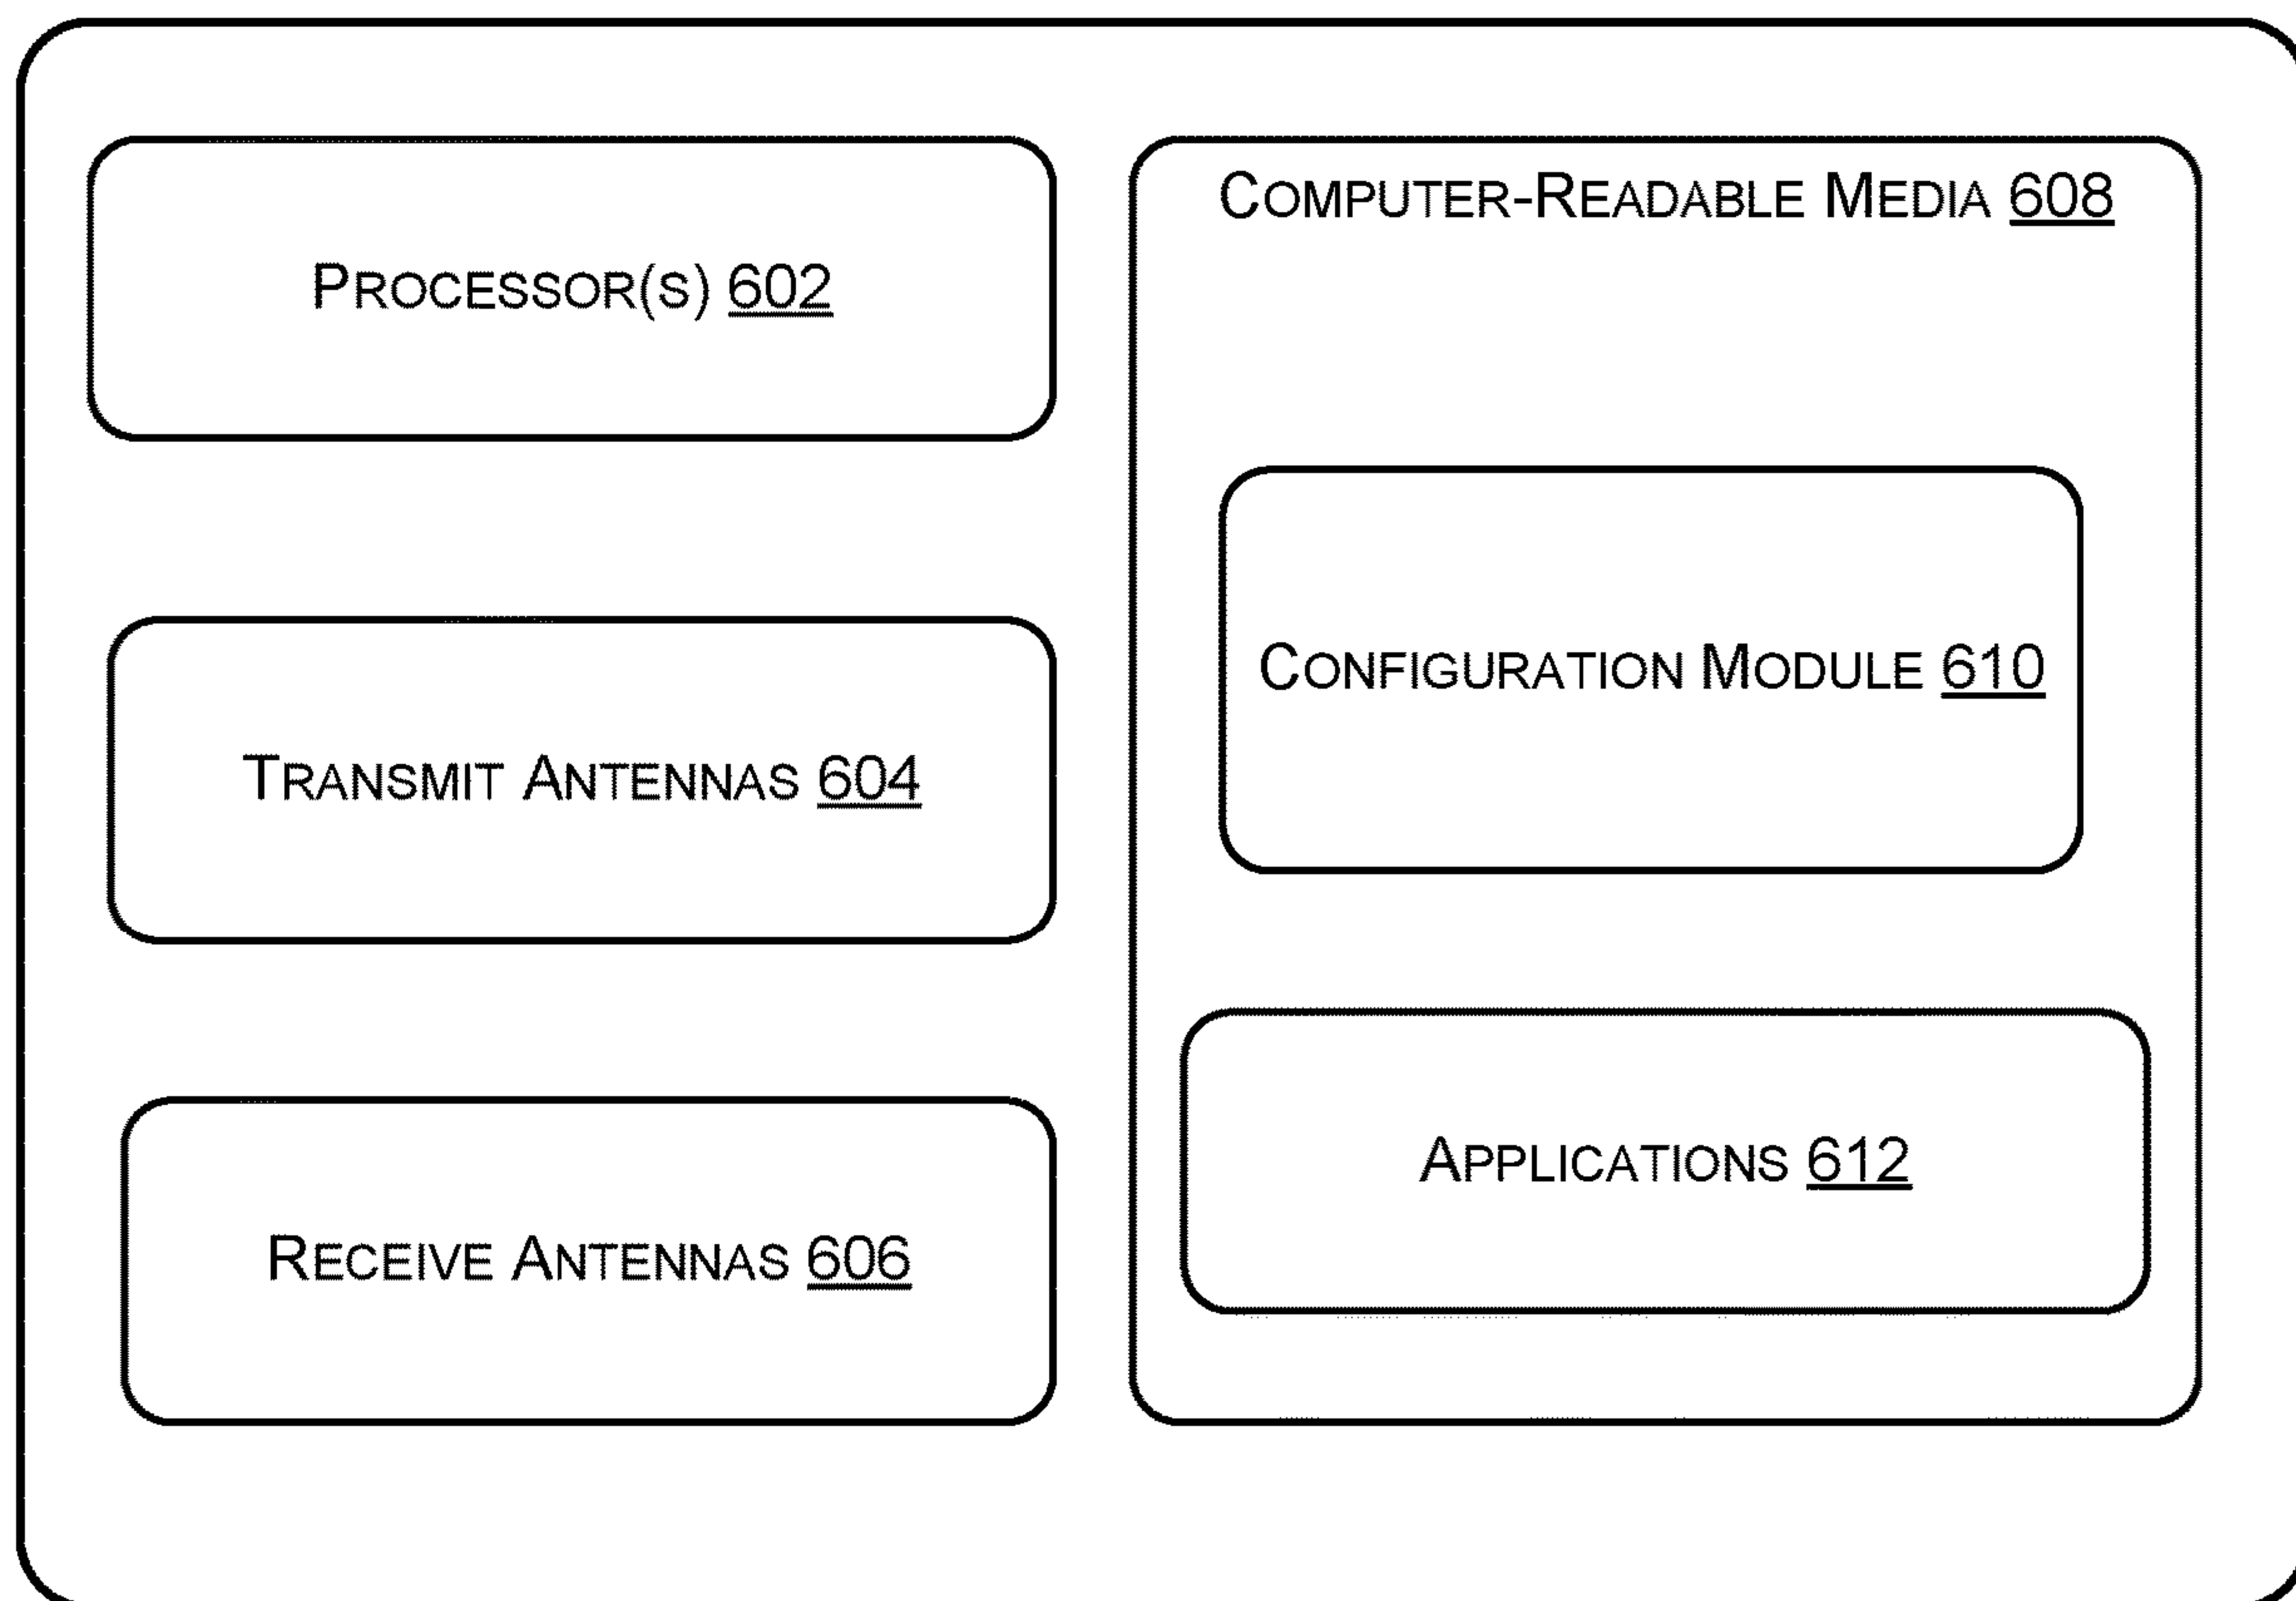 PROCESSOR(S) 602
TRANSMIT ANTENNAS 604
RECEIVE ANTENNAS 606
COMPUTER-READABLE MEDIA 608
CONFIGURATION MODULE 610
APPLICATIONS 612